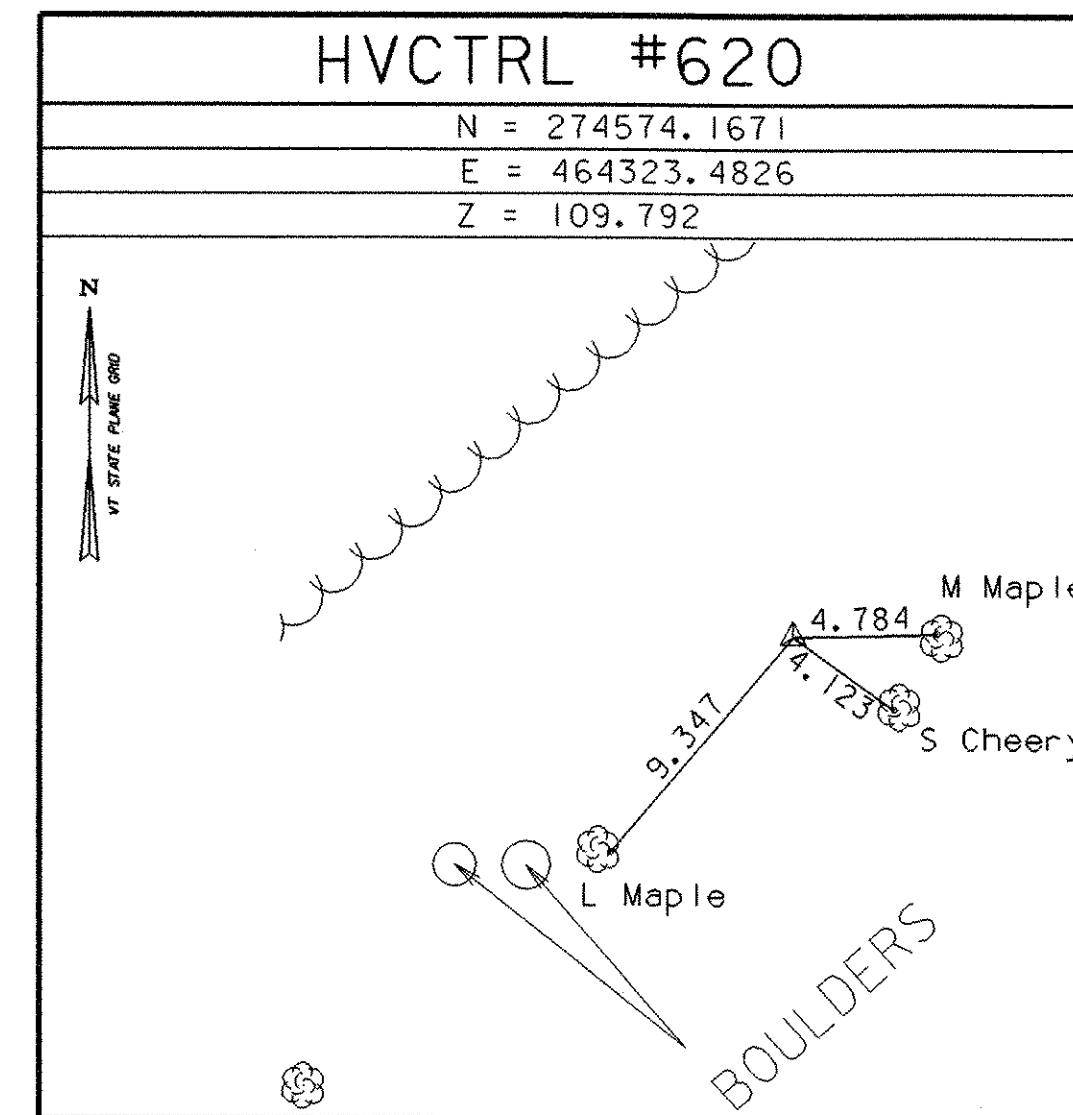 HVCTRL #620
N = 274574.1671
E = 464323.4826
Z = 109.792
N
VT STATE PLANE GRID
M Maple
4.784
4.123
S Cheery
9.347
L Maple
BOULDERS